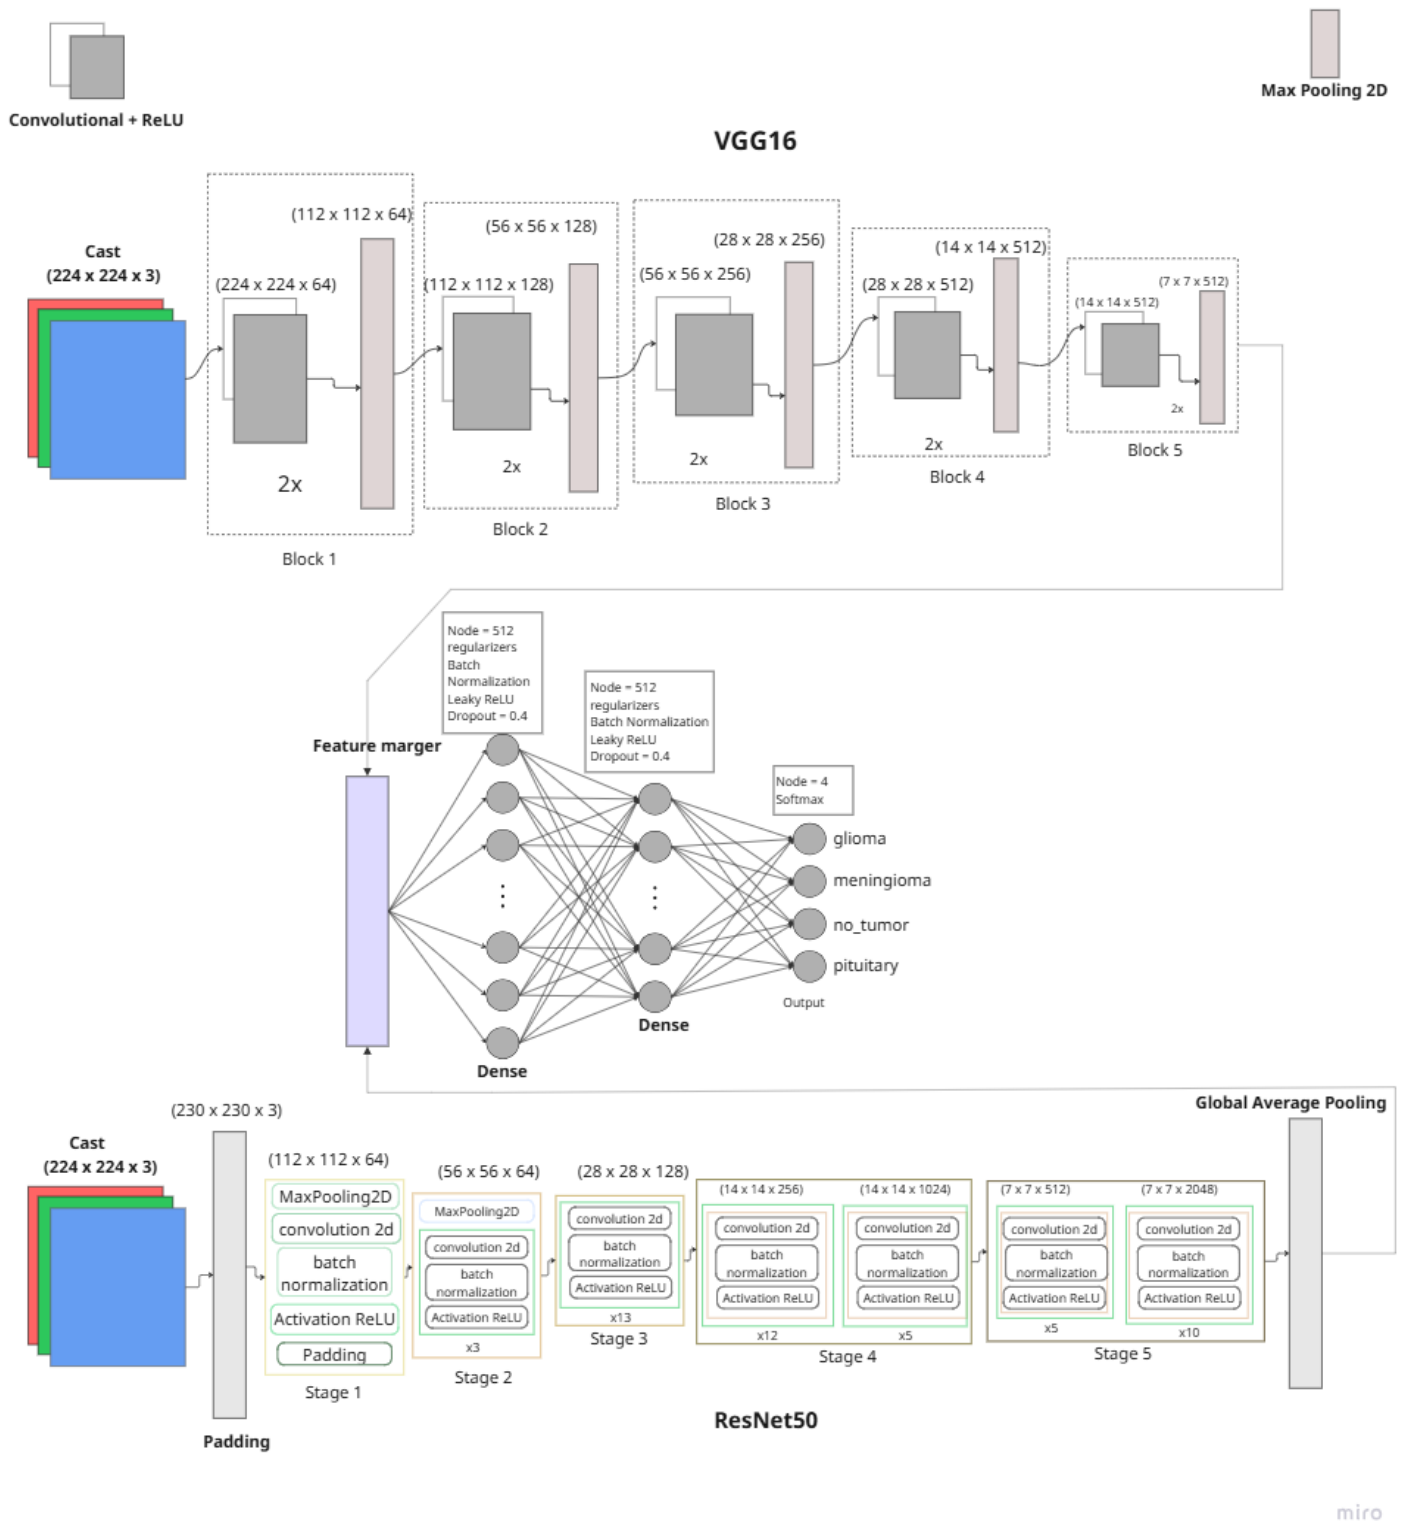 Convolutional + ReLU
Max Pooling 2D
VGG16
Cast
(224 x 224 x 3)
(224 x 224 x 64)
(112 x 112 x 64)
2x
Block 1
(112 x 112 x 128)
(56 x 56 x 128)
2x
Block 2
(56 x 56 x 256)
(28 x 28 x 256)
2x
Block 3
(28 x 28 x 512)
(14 x 14 x 512)
2x
Block 4
(14 x 14 x 512)
(7 x 7 x 512)
2x
Block 5
Feature marger
Node = 512
regularizers
Batch
Normalization
Leaky ReLU
Dropout = 0.4
Dense
Node = 512
regularizers
Batch Normalization
Leaky ReLU
Dropout = 0.4
Dense
Node = 4
Softmax
glioma
meningioma
no_tumor
pituitary
Output
Cast
(224 x 224 x 3)
(230 x 230 x 3)
Padding
(112 x 112 x 64)
MaxPooling2D
convolution 2d
batch
normalization
Activation ReLU
Padding
Stage 1
(56 x 56 x 64)
MaxPooling2D
convolution 2d
batch
normalization
Activation ReLU
x3
Stage 2
(28 x 28 x 128)
convolution 2d
batch
normalization
Activation ReLU
x13
Stage 3
(14 x 14 x 256)
convolution 2d
batch
normalization
Activation ReLU
x12
(14 x 14 x 1024)
convolution 2d
batch
normalization
Activation ReLU
x5
Stage 4
(7 x 7 x 512)
convolution 2d
batch
normalization
Activation ReLU
x5
(7 x 7 x 2048)
convolution 2d
batch
normalization
Activation ReLU
x10
Stage 5
Global Average Pooling
ResNet50
miro